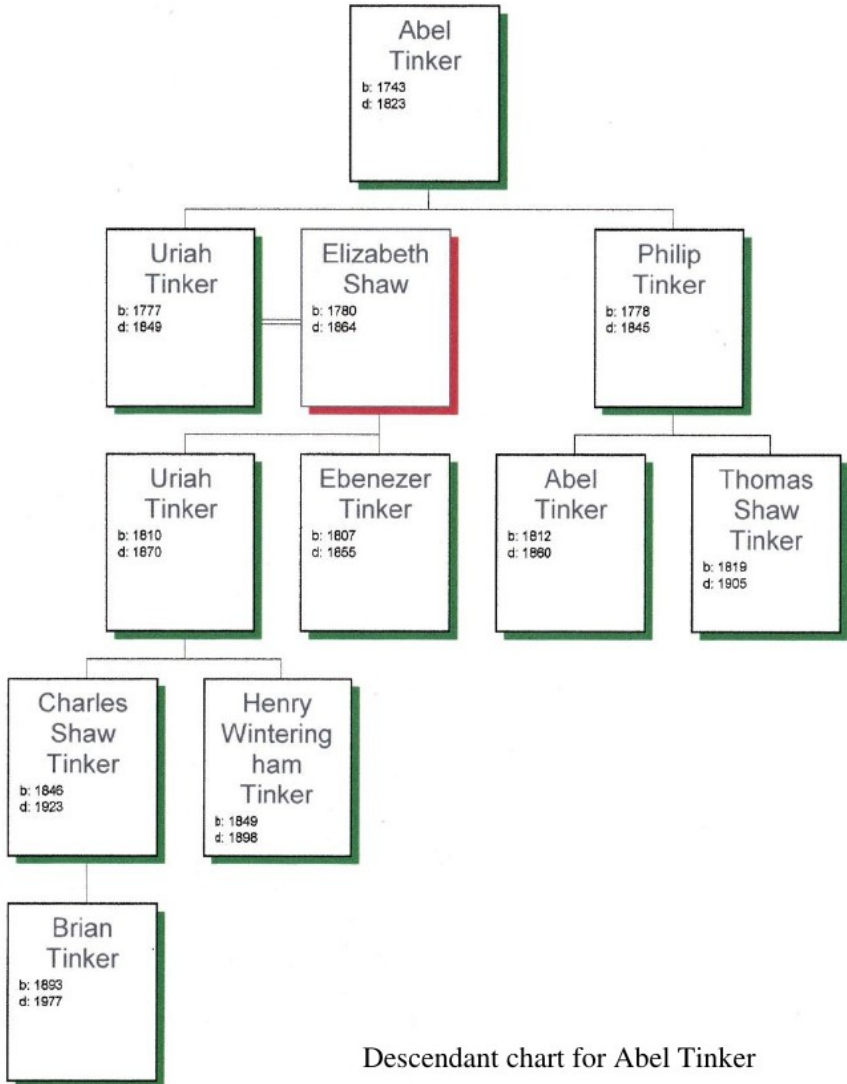 Abel
Tinker
b: 1743
d: 1823
Uriah
Tinker
b: 1777
d: 1849
Elizabeth
Shaw
b: 1780
d: 1864
Philip
Tinker
b: 1778
d: 1845
Uriah
Tinker
b: 1810
d: 1870
Ebenezer
Tinker
b: 1807
d: 1855
Abel
Tinker
b: 1812
d: 1860
Thomas
Shaw
Tinker
b: 1819
d: 1905
Charles
Shaw
Tinker
b: 1846
d: 1923
Henry
Wintering
ham
Tinker
b: 1849
d: 1898
Brian
Tinker
b: 1893
d: 1977
Descendant chart for Abel Tinker